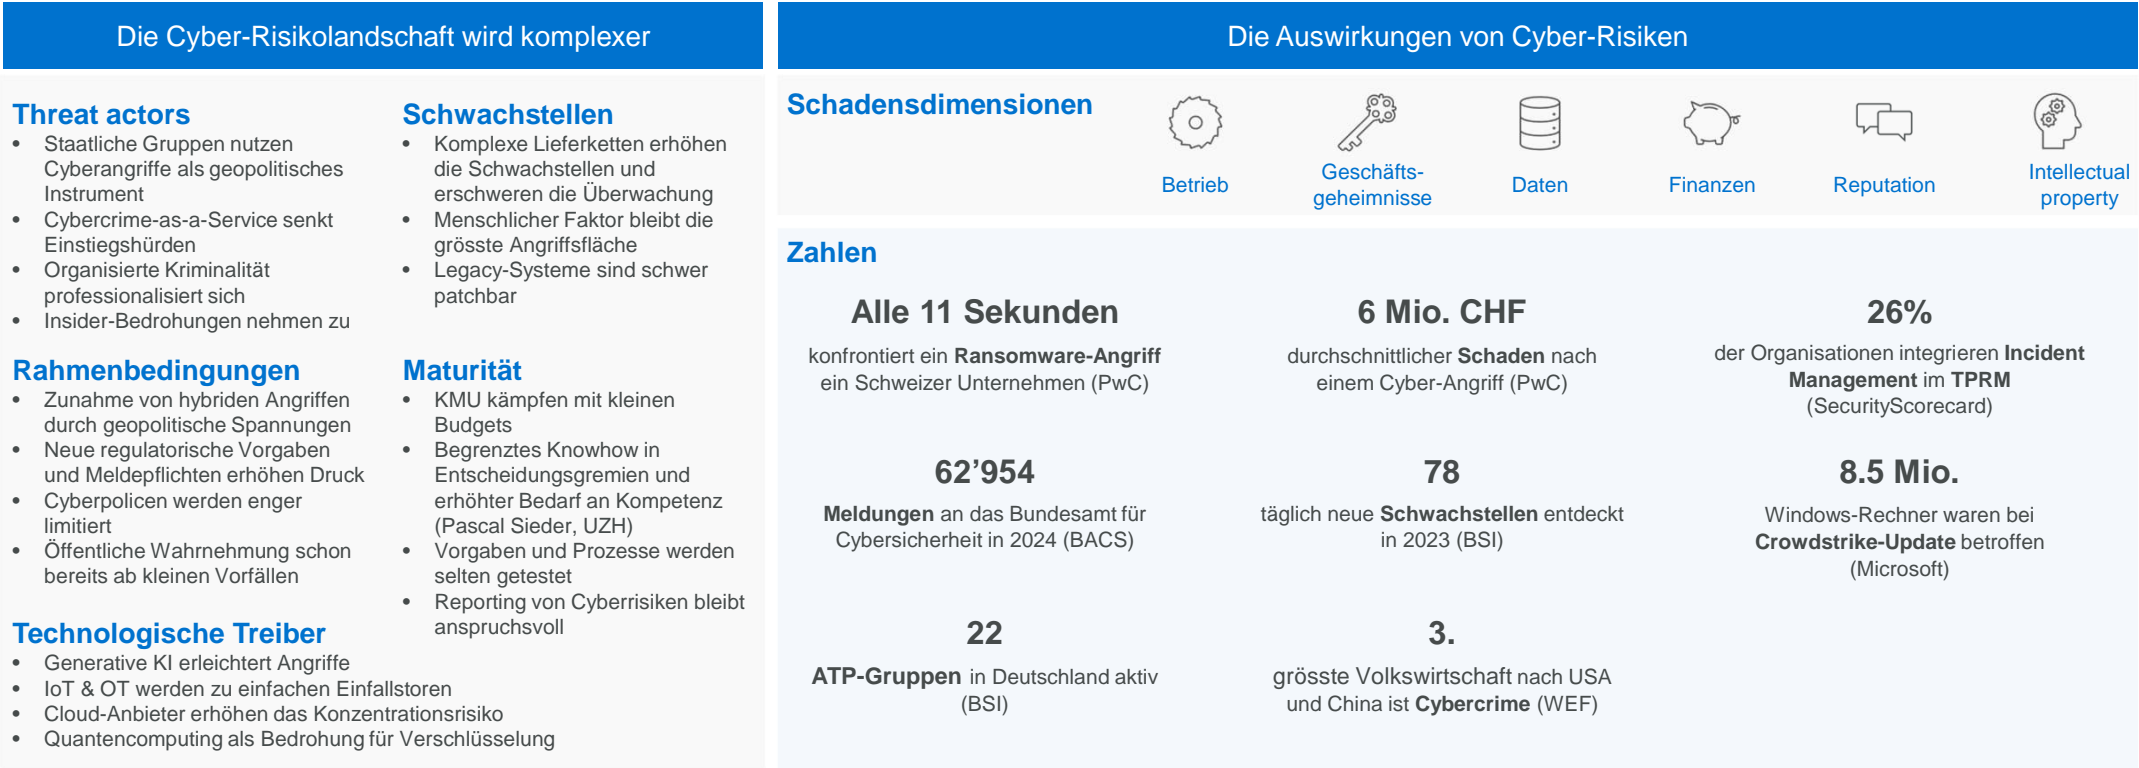 Die Cyber-Risikolandschaft wird komplexer
Threat actors
• Staatliche Gruppen nutzen
Cyberangriffe als geopolitisches
Instrument
• Cybercrime-as-a-Service senkt
Einstiegshürden
• Organisierte Kriminalität
professionalisiert sich
• Insider-Bedrohungen nehmen zu
Schwachstellen
• Komplexe Lieferketten erhöhen
die Schwachstellen und
erschweren die Überwachung
• Menschlicher Faktor bleibt die
grösste Angriffsfläche
• Legacy-Systeme sind schwer
patchbar
Rahmenbedingungen
• Zunahme von hybriden Angriffen
durch geopolitische Spannungen
• Neue regulatorische Vorgaben
und Meldepflichten erhöhen Druck
• Cyberpolicen werden enger
limitiert
• Öffentliche Wahrnehmung schon
bereits ab kleinen Vorfällen
Maturität
• KMU kämpfen mit kleinen
Budgets
• Begrenztes Knowhow in
Entscheidungsgremien und
erhöhter Bedarf an Kompetenz
(Pascal Sieder, UZH)
• Vorgaben und Prozesse werden
selten getestet
• Reporting von Cyberrisiken bleibt
anspruchsvoll
Technologische Treiber
• Generative KI erleichtert Angriffe
• IoT & OT werden zu einfachen Einfallstoren
• Cloud-Anbieter erhöhen das Konzentrationsrisiko
• Quantencomputing als Bedrohung für Verschlüsselung
Die Auswirkungen von Cyber-Risiken
Schadensdimensionen
Betrieb
Geschäfts-
geheimnisse
Daten
Finanzen
Reputation
Intellectual
property
Zahlen
Alle 11 Sekunden
konfrontiert ein Ransomware-Angriff
ein Schweizer Unternehmen (PwC)
6 Mio. CHF
durchschnittlicher Schaden nach
einem Cyber-Angriff (PwC)
26%
der Organisationen integrieren Incident
Management im TPRM
(SecurityScorecard)
62’954
Meldungen an das Bundesamt für
Cybersicherheit in 2024 (BACS)
78
täglich neue Schwachstellen entdeckt
in 2023 (BSI)
8.5 Mio.
Windows-Rechner waren bei
Crowdstrike-Update betroffen
(Microsoft)
22
ATP-Gruppen in Deutschland aktiv
(BSI)
3.
grösste Volkswirtschaft nach USA
und China ist Cybercrime (WEF)